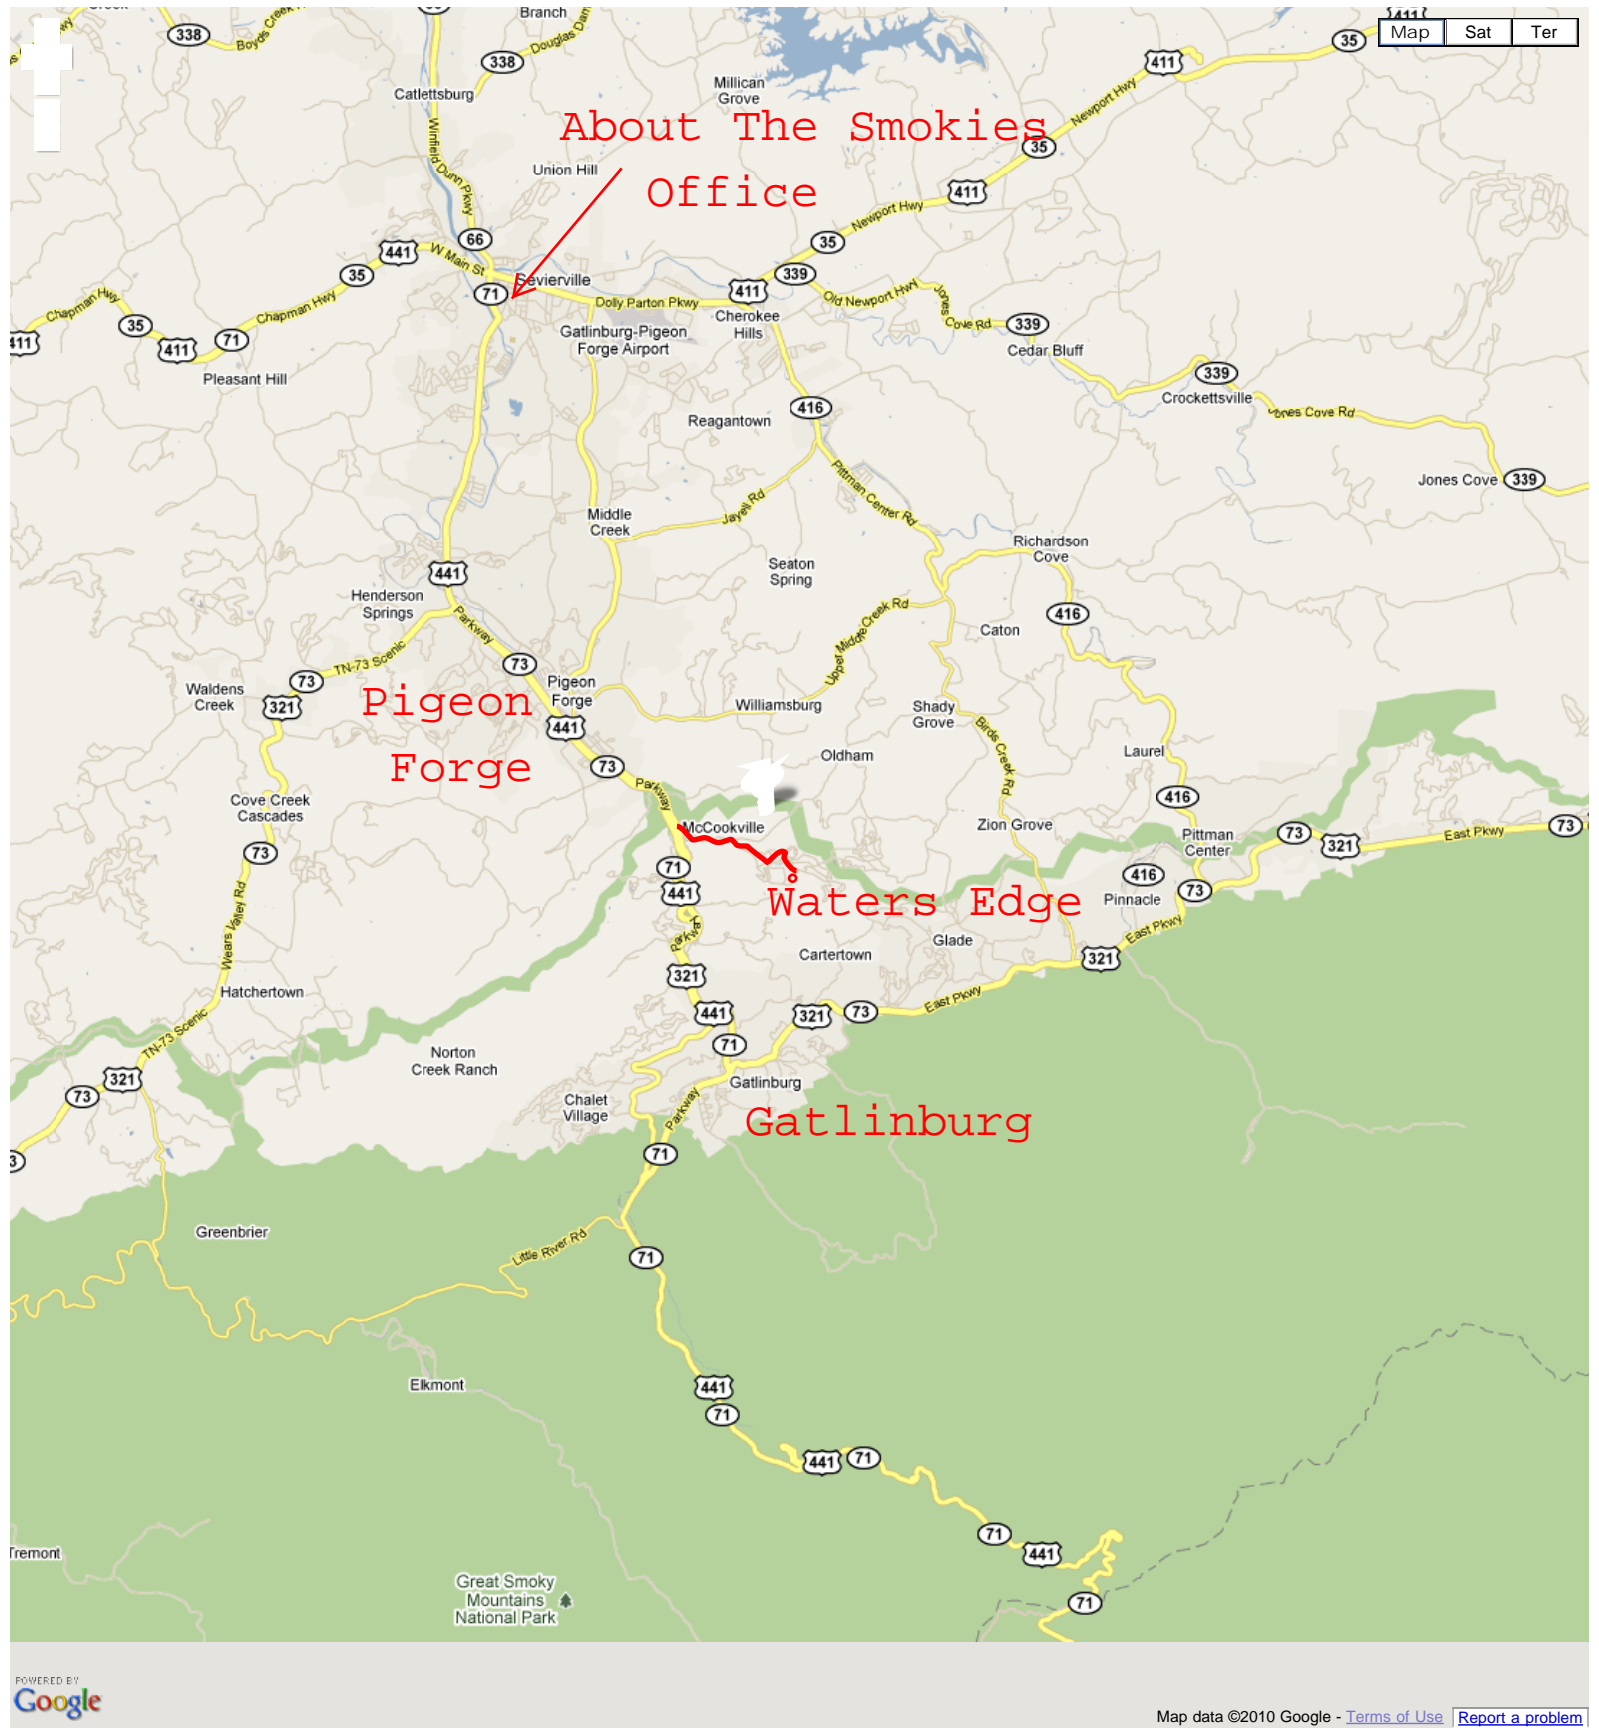 Creek
Branch
411
Map Sat Ter
338
Boyds Creek
Douglas Dam
338
35
411
Catlettsburg
Millican
Grove
Newport Hwy
Winfield Dunn Pkwy
About The Smokies
Office
35
Union Hill
411
Newport Hwy
66
35
441
W Main St
35
339
Sevierville
71
411
Old Newport Hwy
Jones
Cove Rd
339
Chapman Hwy
Chapman Hwy
Dolly Parton Pkwy
Cherokee
Hills
35
411
411
71
Gatlinburg-Pigeon
Forge Airport
Cedar Bluff
Pleasant Hill
339
Crockettsville
Jones Cove Rd
416
Reagantown
Jones Cove
339
Pittman Center Rd
Jayell Rd
Middle
Creek
Richardson
Cove
Seaton
Spring
441
Henderson
Springs
Parkway
Upper Middle Creek Rd
416
Caton
TN-73 Scenic
73
73
Waldens
Creek
321
Pigeon
Forge
Pigeon
Forge
Williamsburg
Shady
Grove
441
Birds Creek Rd
Laurel
Oldham
73
Parkway
416
Cove Creek
Cascades
McCookville
Zion Grove
Pittman
Center
73
321
East Pkwy
73
73
71
441
416
73
Waters Edge
Pinnacle
Wears Valley Rd
Parkway
East Pkwy
Glade
Cartertown
321
321
Hatchertown
East Pkwy
441
321
73
TN-73 Scenic
71
Norton
Creek Ranch
321
73
Gatlinburg
Chalet
Village
Parkway
Gatlinburg
71
Greenbrier
Little River Rd
71
Elkmont
441
71
441
71
71
441
Tremont
Great Smoky
Mountains
National Park
71
POWERED BY
Google
Map data ©2010 Google - Terms of Use Report a problem